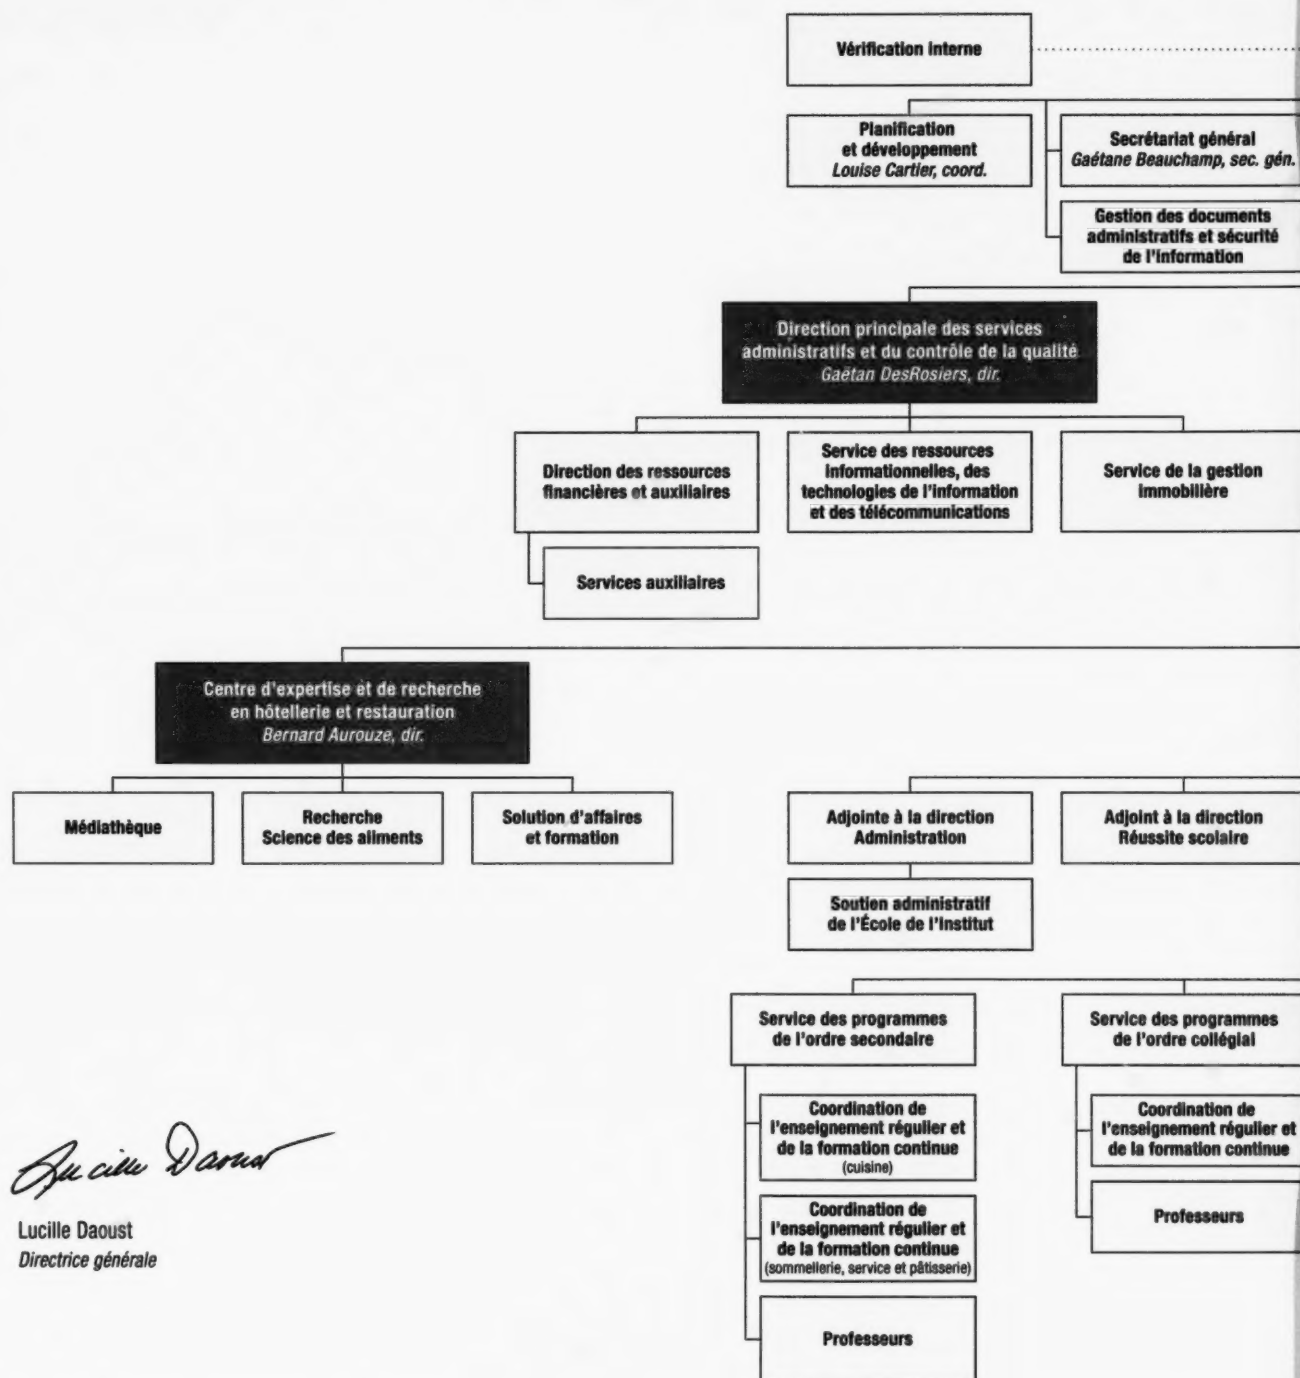 Vérification interne
Planification
et développement
Louise Cartier, coord.
Secrétariat général
Gaétane Beauchamp, sec. gén.
Gestion des documents
administratifs et sécurité
de l'information
Direction principale des services
administratifs et du contrôle de la qualité
Gaëtan DesRosiers, dir.
Direction des ressources
financières et auxiliaires
Service des ressources
informationnelles, des
technologies de l'information
et des télécommunications
Service de la gestion
immobilière
Services auxiliaires
Centre d'expertise et de recherche
en hôtellerie et restauration
Bernard Aurouze, dir.
Médiathèque
Recherche
Science des aliments
Solution d'affaires
et formation
Adjointe à la direction
Administration
Adjoint à la direction
Réussite scolaire
Soutien administratif
de l'École de l'Institut
Service des programmes
de l'ordre secondaire
Service des programmes
de l'ordre collégial
Coordination de
l'enseignement régulier et
de la formation continue
(cuisine)
Coordination de
l'enseignement régulier et
de la formation continue
Coordination de
l'enseignement régulier et
de la formation continue
(sommellerie, service et pâtisserie)
Professeurs
Professeurs
Lucille Daoust
Lucille Daoust
Directrice générale